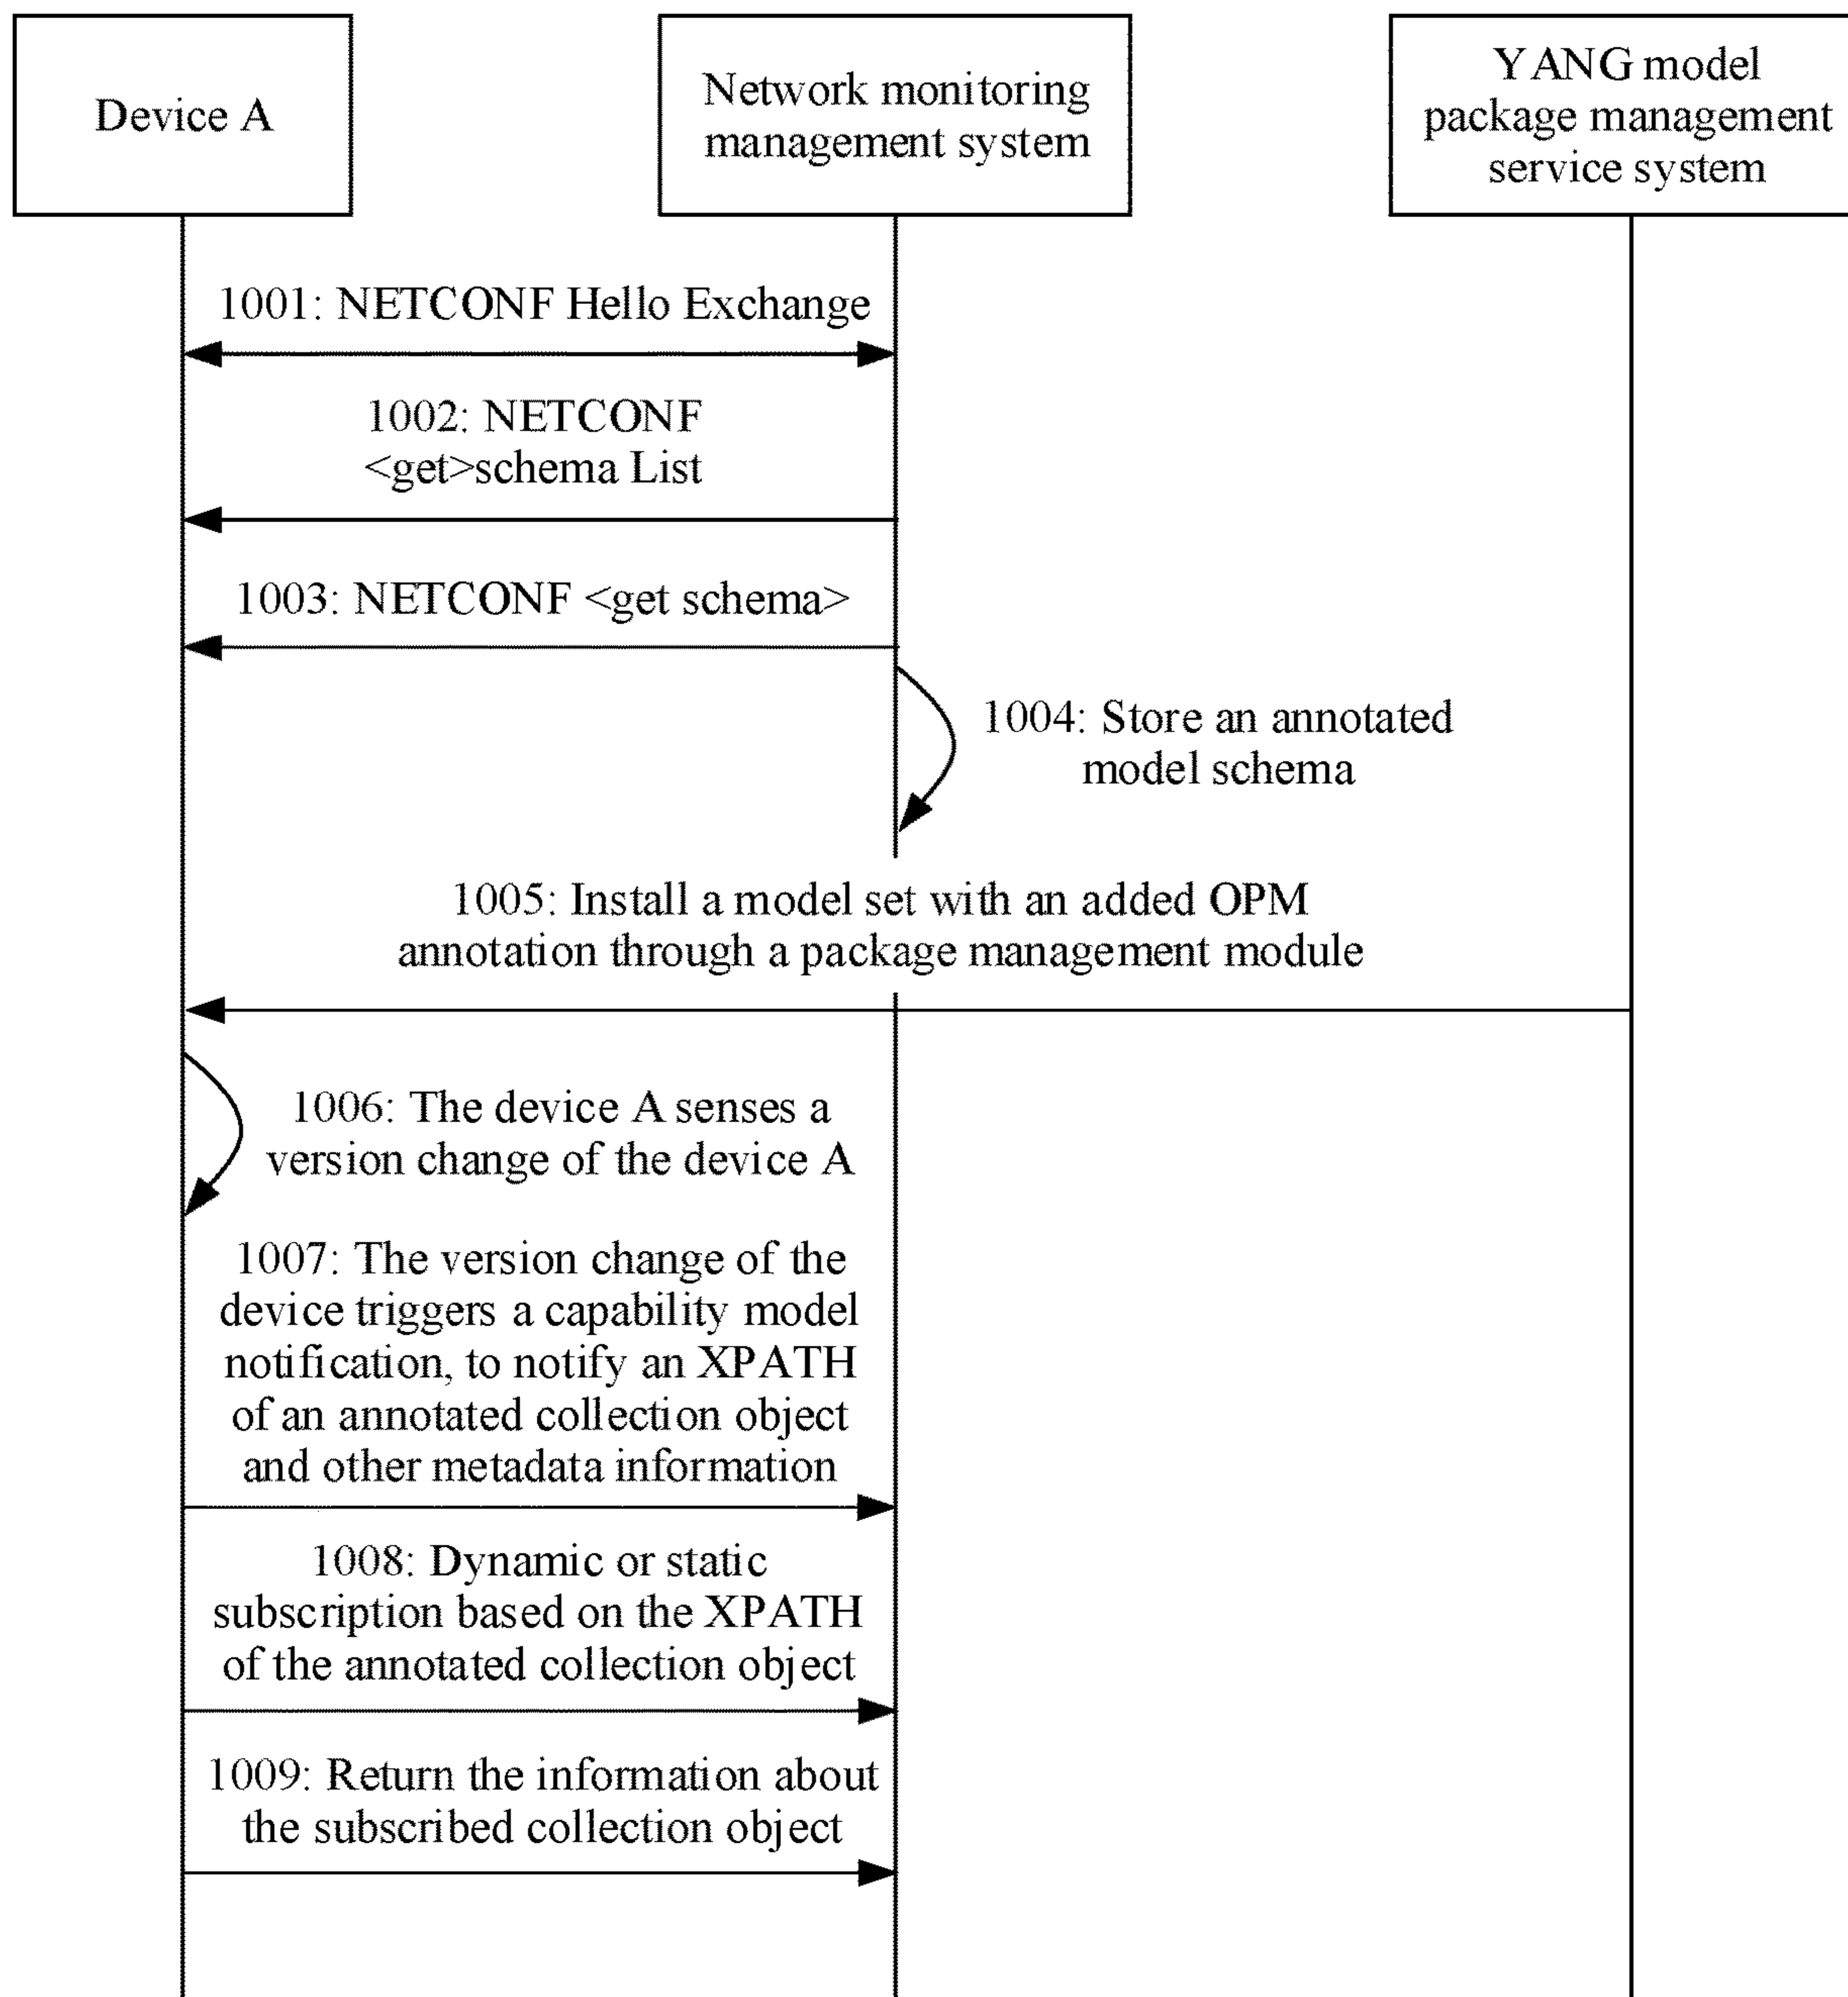 Device A
Network monitoring
management system
YANG model
package management
service system
1001: NETCONF Hello Exchange
1002: NETCONF
<get>schema List
1003: NETCONF <get schema>
1004: Store an annotated
model schema
1005: Install a model set with an added OPM
annotation through a package management module
1006: The device A senses a
version change of the device A
1007: The version change of the
device triggers a capability model
notification, to notify an XPATH
of an annotated collection object
and other metadata information
1008: Dynamic or static
subscription based on the XPATH
of the annotated collection object
1009: Return the information about
the subscribed collection object